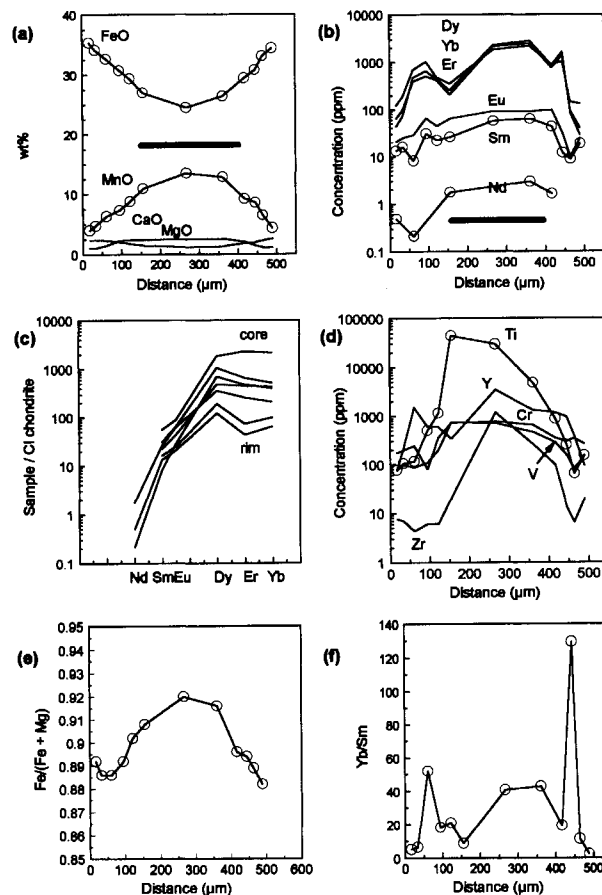 (a)
FeO
MnO
CaO
MgO
wt%
40
30
20
10
0
0 100 200 300 400 500
Distance (µm)
(b)
Dy
Yb
Er
Eu
Sm
Nd
Concentration (ppm)
10000
1000
100
10
1
0.1
0 100 200 300 400 500
Distance (µm)
(c)
core
rim
Sample / CI chondrite
10000
1000
100
10
1
0.1
Nd SmEu Dy Er Yb
(d)
Ti
Y
Cr
V
Zr
Concentration (ppm)
100000
10000
1000
100
10
1
0 100 200 300 400 500
Distance (µm)
(e)
Fe/(Fe + Mg)
0.95
0.94
0.93
0.92
0.91
0.9
0.89
0.88
0.87
0.86
0.85
0 100 200 300 400 500 600
Distance (µm)
(f)
Yb/Sm
140
120
100
80
60
40
20
0
0 100 200 300 400 500
Distance (µm)